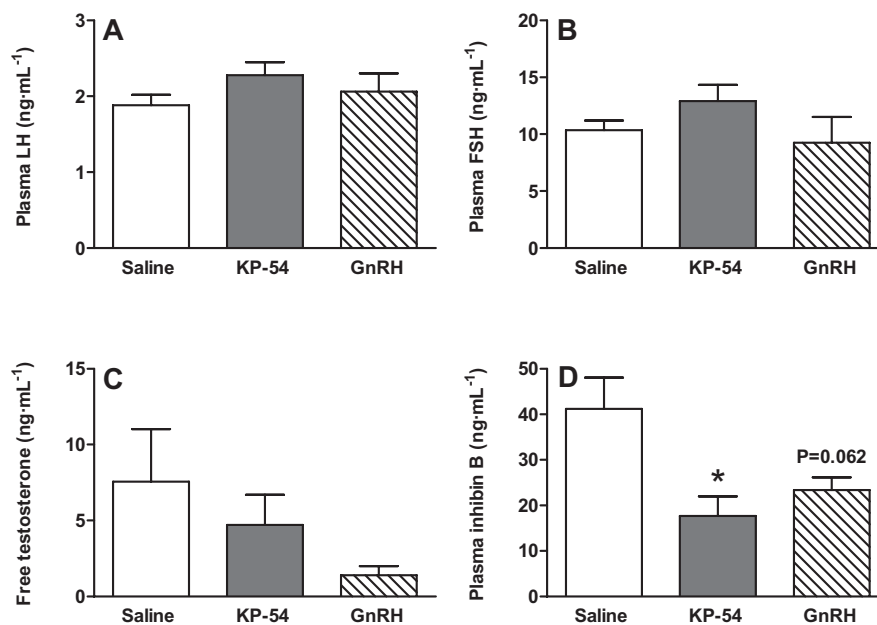 A
Plasma LH (ng·mL⁻¹)
3
2
1
0
Saline KP-54 GnRH
B
Plasma FSH (ng·mL⁻¹)
20
15
10
5
0
Saline KP-54 GnRH
C
Free testosterone (ng·mL⁻¹)
15
10
5
0
Saline KP-54 GnRH
D
Plasma inhibin B (ng·mL⁻¹)
50
40
30
20
10
0
*
P=0.062
Saline KP-54 GnRH